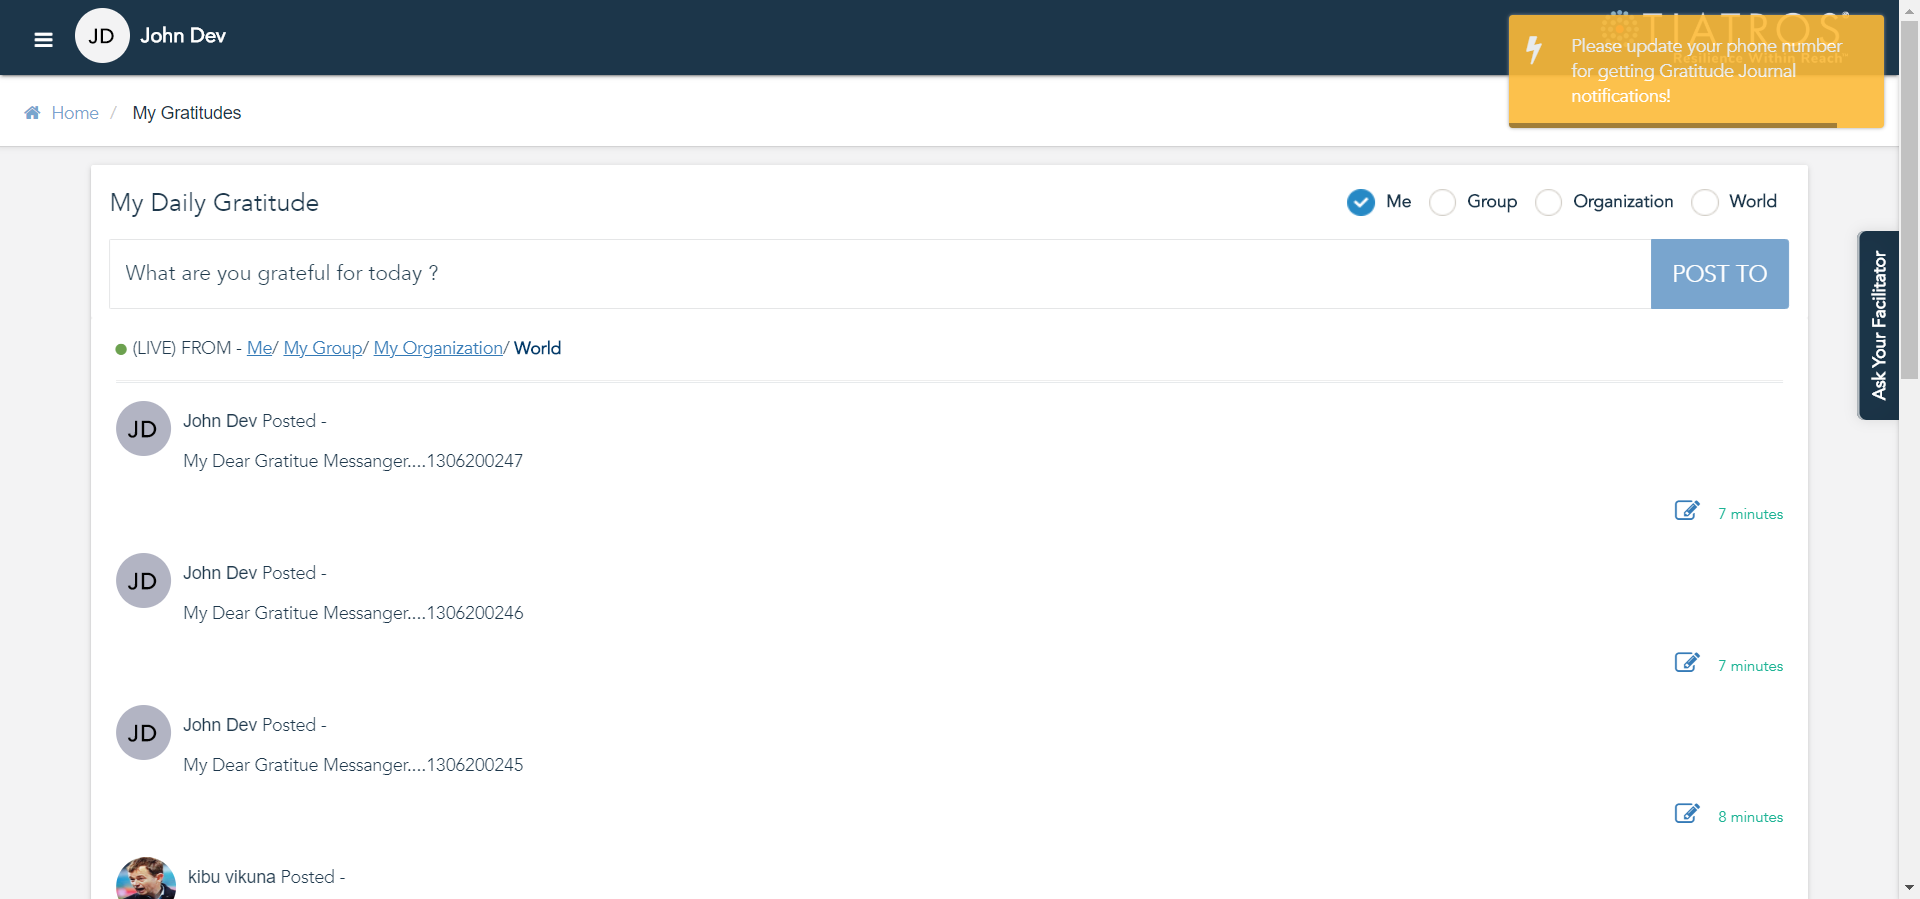 JD John Dev
TIATROS®
Resilience Within Reach™
Please update your phone number
for getting Gratitude Journal
notifications!
Home / My Gratitudes
My Daily Gratitude
Me Group Organization World
What are you grateful for today ?
POST TO
Ask Your Facilitator
(LIVE) FROM - Me/ My Group/ My Organization/ World
JD John Dev Posted -
My Dear Gratitue Messanger....1306200247
7 minutes
JD John Dev Posted -
My Dear Gratitue Messanger....1306200246
7 minutes
JD John Dev Posted -
My Dear Gratitue Messanger....1306200245
8 minutes
kibu vikuna Posted -